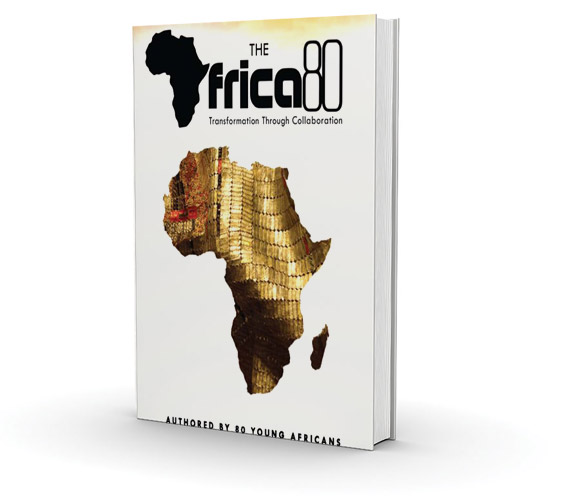 THE
frica80
Transformation Through Collaboration
AUTHORED BY 80 YOUNG AFRICANS